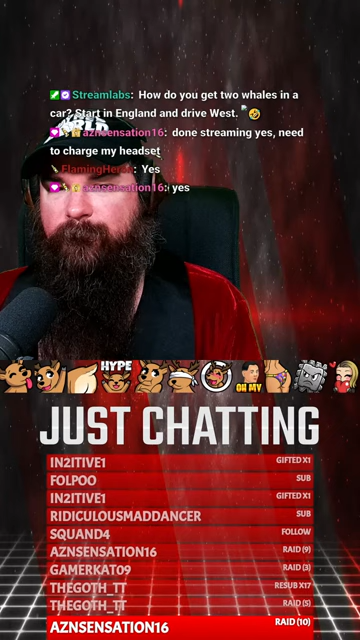 Streamlabs: How do you get two whales in a
car? Start in England and drive West. 🤣
aznsensation16: done streaming yes, need
to charge my headset
FlamingHero: Yes
aznsensation16: yes
HYPE
OH MY
JUST CHATTING
IN2ITIVE1 GIFTED X1
FOLPOO SUB
IN2ITIVE1 GIFTED X1
RIDICULOUSMADDANCER SUB
SQUAND4 FOLLOW
AZNSENSATION16 RAID (9)
GAMERKAT09 RAID (3)
THEGOTH_TT RESUB X17
THEGOTH_TT RAID (5)
AZNSENSATION16 RAID (10)